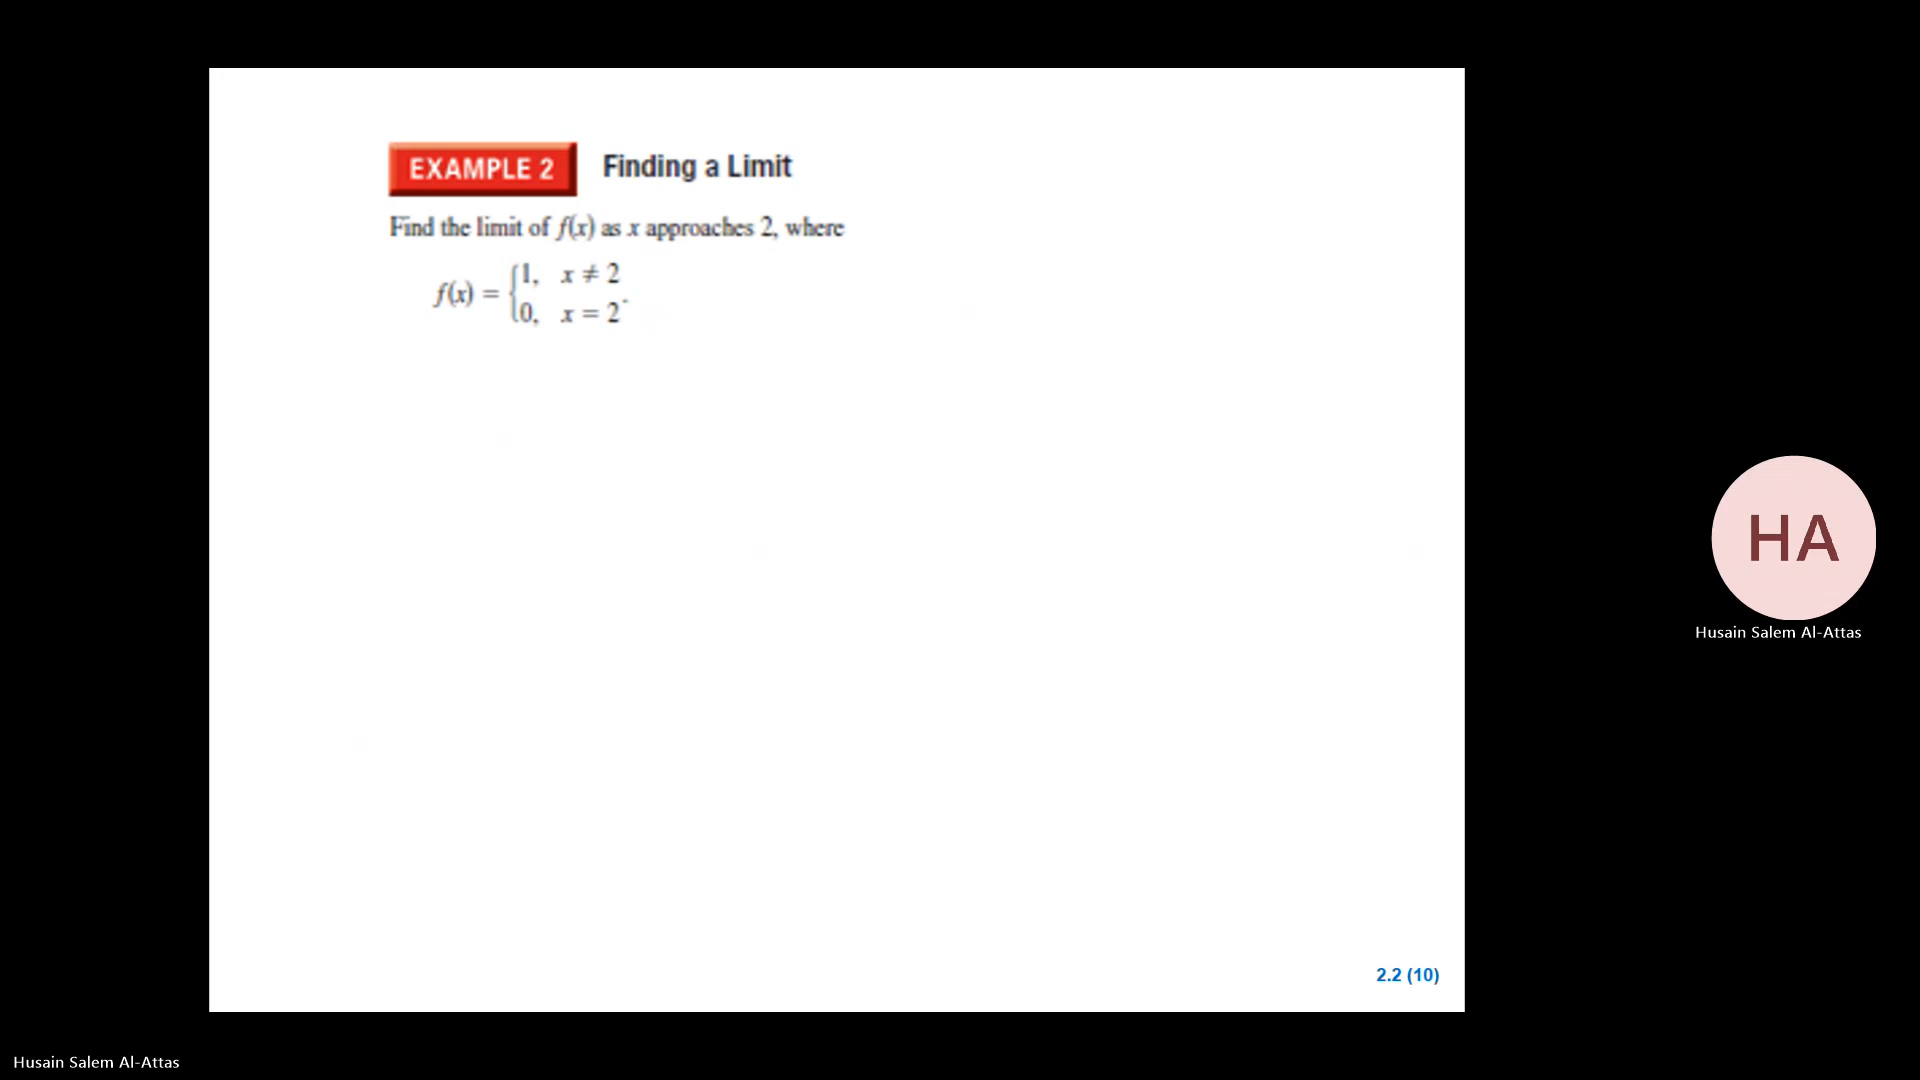 EXAMPLE 2 Finding a Limit
Find the limit of f(x) as x approaches 2, where
f(x) = {1, x ≠ 2
0, x = 2.
HA
Husain Salem Al-Attas
2.2 (10)
Husain Salem Al-Attas